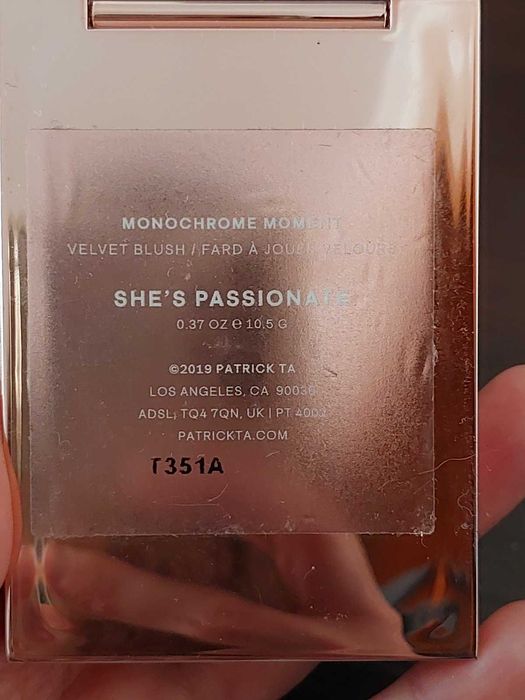 MONOCHROME MOMENT
VELVET BLUSH / FARD À JOUES VELOURS
SHE'S PASSIONATE
0.37 OZ ℮ 10.5 G
©2019 PATRICK TA
LOS ANGELES, CA 90036
ADSL, TQ4 7QN, UK | PT 4002
PATRICKTA.COM
T351A